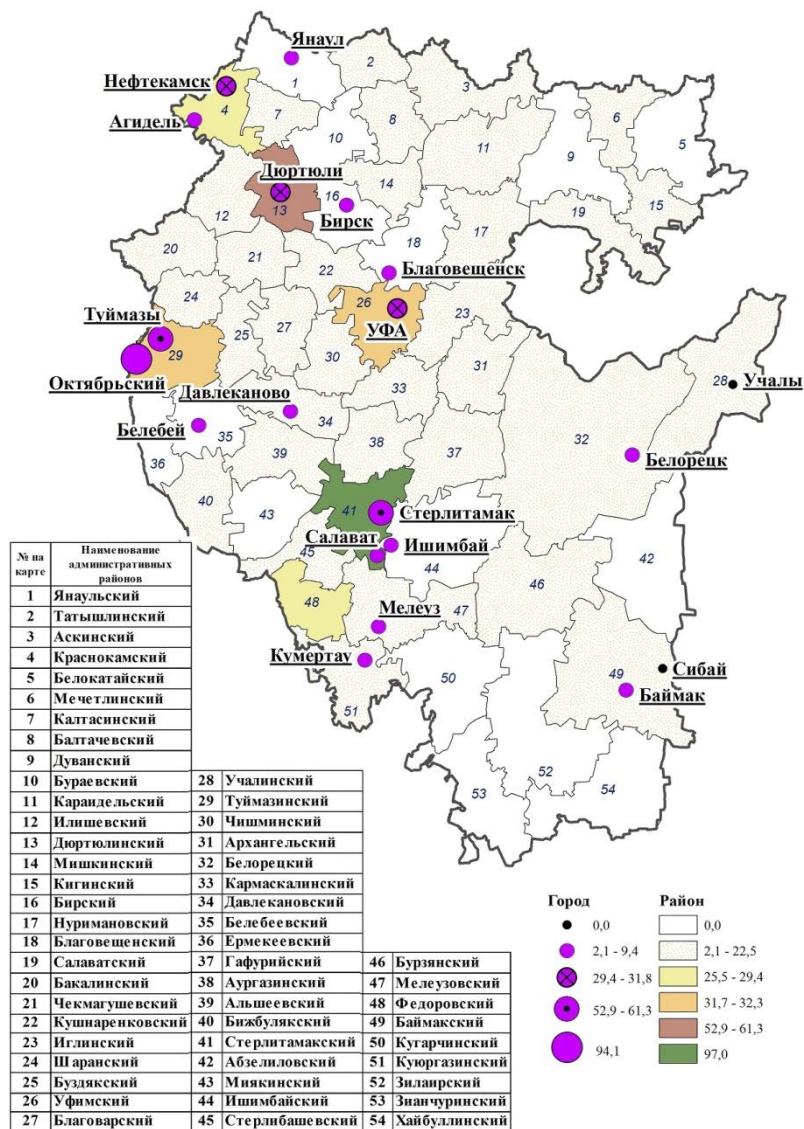 Янаул
2
3
Нефтекамск
1
4
7
6
5
Агидель
10
8
11
9
Дюртюли
14
15
16
12
13
Бирск
19
17
18
20
21
22
Благовещенск
26
24
23
Туймазы
УФА
25
27
29
30
31
28
Учалы
Октябрьский
33
Давлеканово
34
Белебей
35
38
32
37
36
39
Белорецк
40
43
41
Стерлитамак
Салават
Ишимбай
45
44
42
46
48
Мелеуз
47
Кумертау
Сибай
50
49
Баймак
51
52
53
54
№ на карте
Наименование административных районов
1 Янаульский
2 Татышлинский
3 Аскинский
4 Краснокамский
5 Белокатайский
6 Мечетлинский
7 Калтасинский
8 Балтачевский
9 Дуванский
10 Бураевский
11 Караидельский
12 Илишевский
13 Дюртюлинский
14 Мишкинский
15 Кигинский
16 Бирский
17 Нуримановский
18 Благовещенский
19 Салаватский
20 Бакалинский
21 Чекмагушевский
22 Кушнаренковский
23 Иглинский
24 Шаранский
25 Буздякский
26 Уфимский
27 Благоварский
28 Учалинский
29 Туймазинский
30 Чишминский
31 Архангельский
32 Белорецкий
33 Кармаскалинский
34 Давлекановский
35 Белебеевский
36 Ермекеевский
37 Гафурийский
38 Аургазинский
39 Альшеевский
40 Бижбулякский
41 Стерлитамакский
42 Абзелиловский
43 Миякинский
44 Ишимбайский
45 Стерлибашевский
46 Бурзянский
47 Мелеузовский
48 Федоровский
49 Баймакский
50 Кугарчинский
51 Куюргазинский
52 Зилаирский
53 Зианчуринский
54 Хайбуллинский
Город
0,0
2,1 - 9,4
29,4 - 31,8
52,9 - 61,3
94,1
Район
0,0
2,1 - 22,5
25,5 - 29,4
31,7 - 32,3
52,9 - 61,3
97,0